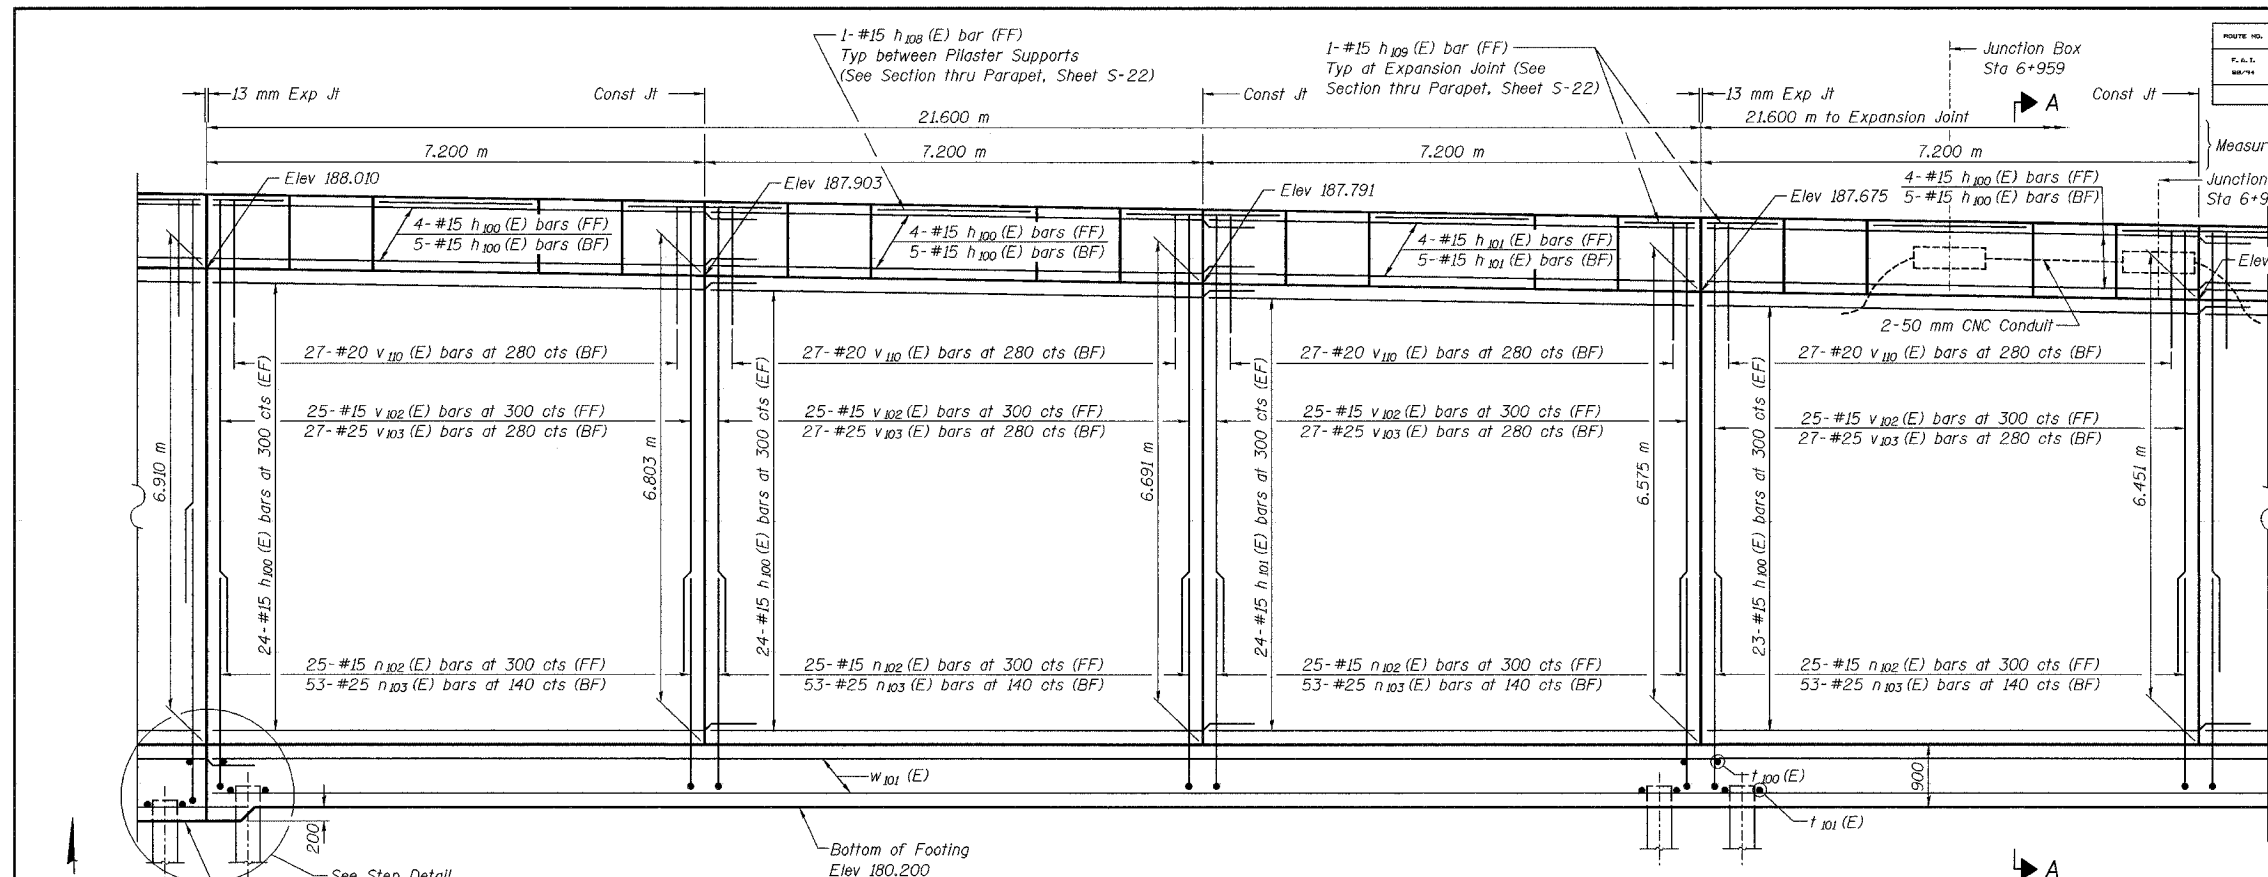 1-#15 h108 (E) bar (FF)
Typ between Pilaster Supports
(See Section thru Parapet, Sheet S-22)
1-#15 h109 (E) bar (FF)
Typ at Expansion Joint (See
Section thru Parapet, Sheet S-22)
Junction Box
Sta 6+959
ROUTE NO.
F.A.I.
13 mm Exp Jt
Const Jt
Const Jt
13 mm Exp Jt
A
Const Jt
21.600 m
21.600 m to Expansion Joint
7.200 m
7.200 m
7.200 m
7.200 m
Measur
Elev 188.010
Elev 187.903
Elev 187.791
Elev 187.675
4-#15 h100 (E) bars (FF)
5-#15 h100 (E) bars (BF)
Junction
Sta 6+9
4-#15 h100 (E) bars (FF)
5-#15 h100 (E) bars (BF)
4-#15 h100 (E) bars (FF)
5-#15 h100 (E) bars (BF)
4-#15 h101 (E) bars (FF)
5-#15 h101 (E) bars (BF)
Elev
2-50 mm CNC Conduit
27-#20 v110 (E) bars at 280 cts (BF)
27-#20 v110 (E) bars at 280 cts (BF)
27-#20 v110 (E) bars at 280 cts (BF)
27-#20 v110 (E) bars at 280 cts (BF)
25-#15 v102 (E) bars at 300 cts (FF)
27-#25 v103 (E) bars at 280 cts (BF)
25-#15 v102 (E) bars at 300 cts (FF)
27-#25 v103 (E) bars at 280 cts (BF)
25-#15 v102 (E) bars at 300 cts (FF)
27-#25 v103 (E) bars at 280 cts (BF)
25-#15 v102 (E) bars at 300 cts (FF)
27-#25 v103 (E) bars at 280 cts (BF)
6.910 m
24-#15 h100 (E) bars at 300 cts (EF)
6.803 m
24-#15 h100 (E) bars at 300 cts (EF)
6.691 m
24-#15 h101 (E) bars at 300 cts (EF)
6.575 m
23-#15 h100 (E) bars at 300 cts (EF)
6.451 m
25-#15 n102 (E) bars at 300 cts (FF)
53-#25 n103 (E) bars at 140 cts (BF)
25-#15 n102 (E) bars at 300 cts (FF)
53-#25 n103 (E) bars at 140 cts (BF)
25-#15 n102 (E) bars at 300 cts (FF)
53-#25 n103 (E) bars at 140 cts (BF)
25-#15 n102 (E) bars at 300 cts (FF)
53-#25 n103 (E) bars at 140 cts (BF)
w101 (E)
t100 (E)
900
t101 (E)
200
Bottom of Footing
Elev 180.200
See Step Detail
A